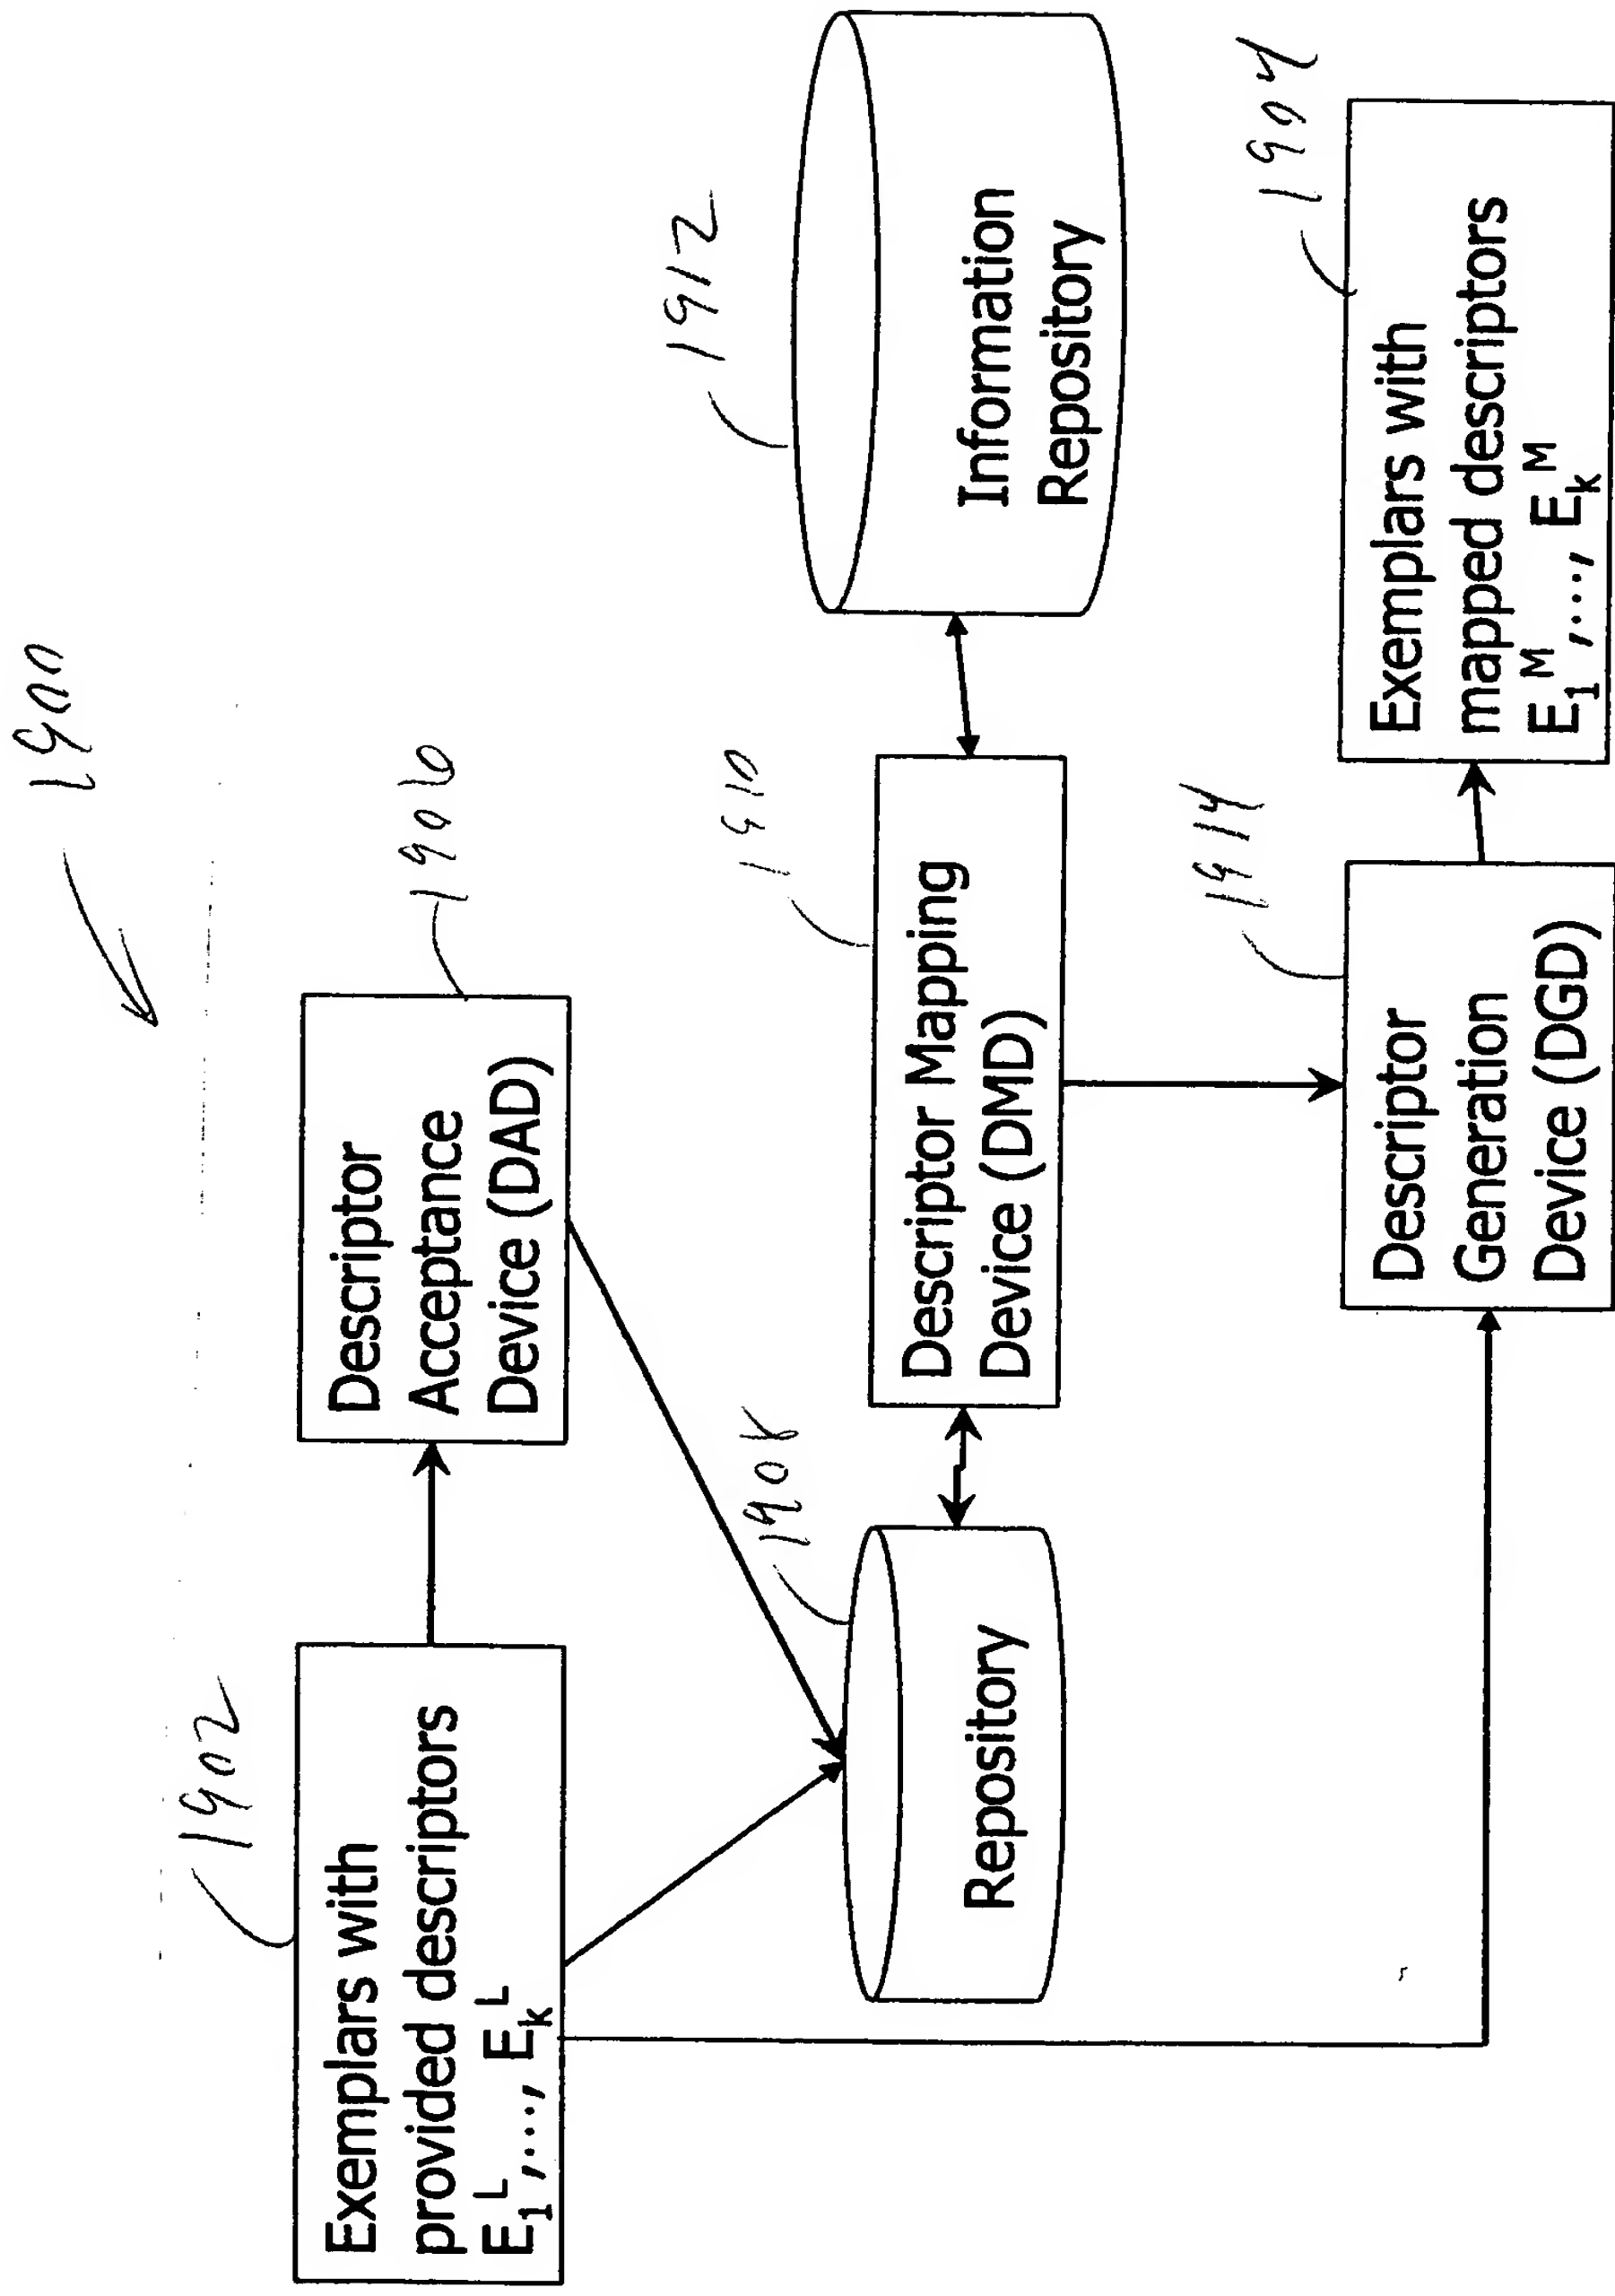 1900
1902
Exemplars with
provided descriptors
E₁ᴸ,..., Eₖᴸ
1906
Descriptor
Acceptance
Device (DAD)
1908
Repository
1910
Descriptor Mapping
Device (DMD)
1912
Information
Repository
1914
Descriptor
Generation
Device (DGD)
1904
Exemplars with
mapped descriptors
E₁ᴹ,...., Eₖᴹ